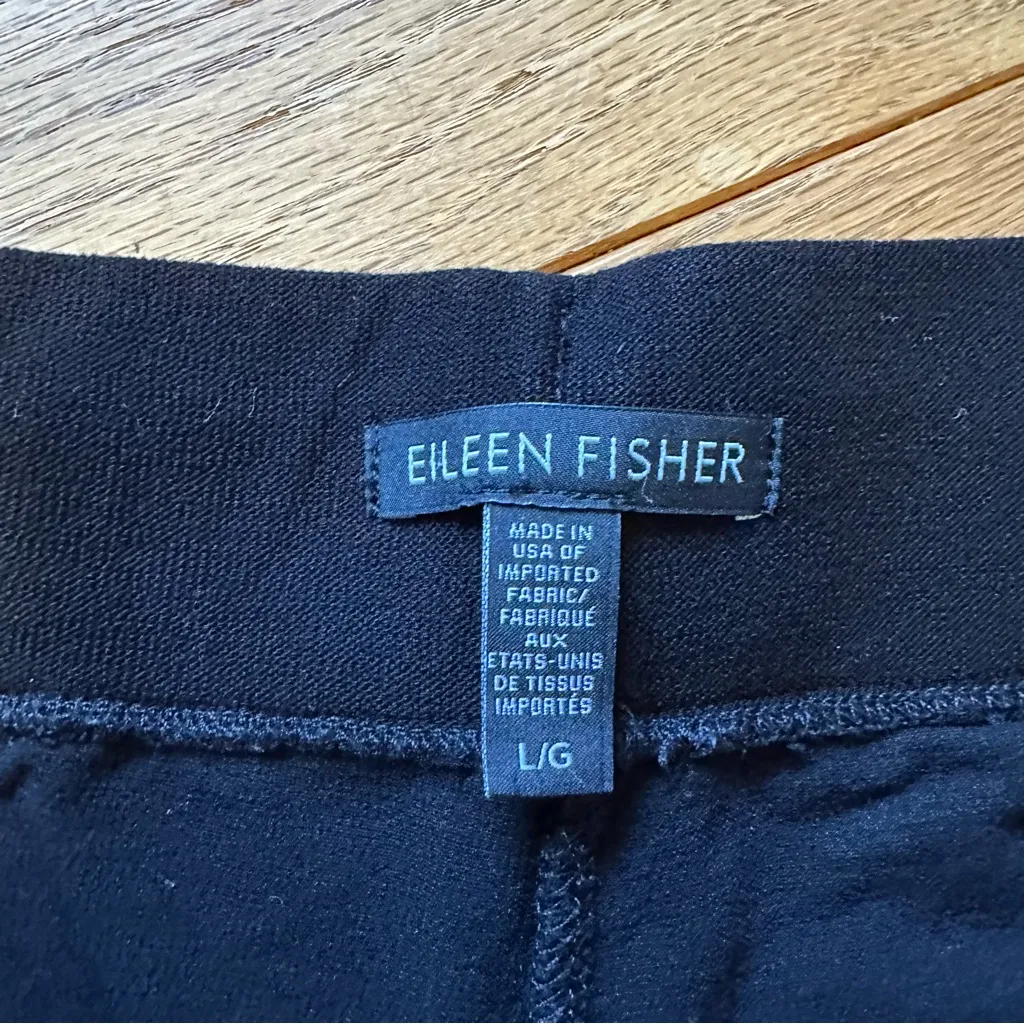 EILEEN FISHER
MADE IN
USA OF
IMPORTED
FABRIC/
FABRIQUÉ
AUX
ETATS-UNIS
DE TISSUS
IMPORTÉS
L/G